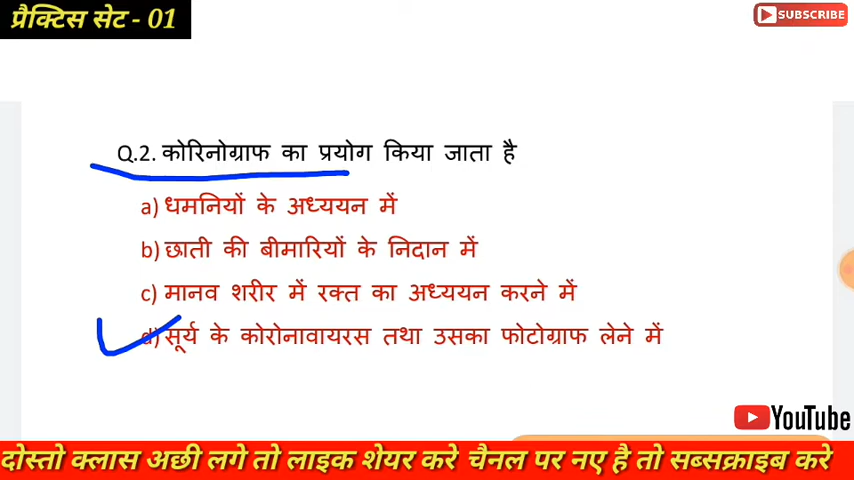 प्रैक्टिस सेट - 01
SUBSCRIBE
Q.2. कोरिनोग्राफ का प्रयोग किया जाता है
a) धमनियों के अध्ययन में
b) छाती की बीमारियों के निदान में
c) मानव शरीर में रक्त का अध्ययन करने में
d) सूर्य के कोरोनावायरस तथा उसका फोटोग्राफ लेने में
YouTube
दोस्तो क्लास अछी लगे तो लाइक शेयर करे चैनल पर नए है तो सब्सक्राइब करे